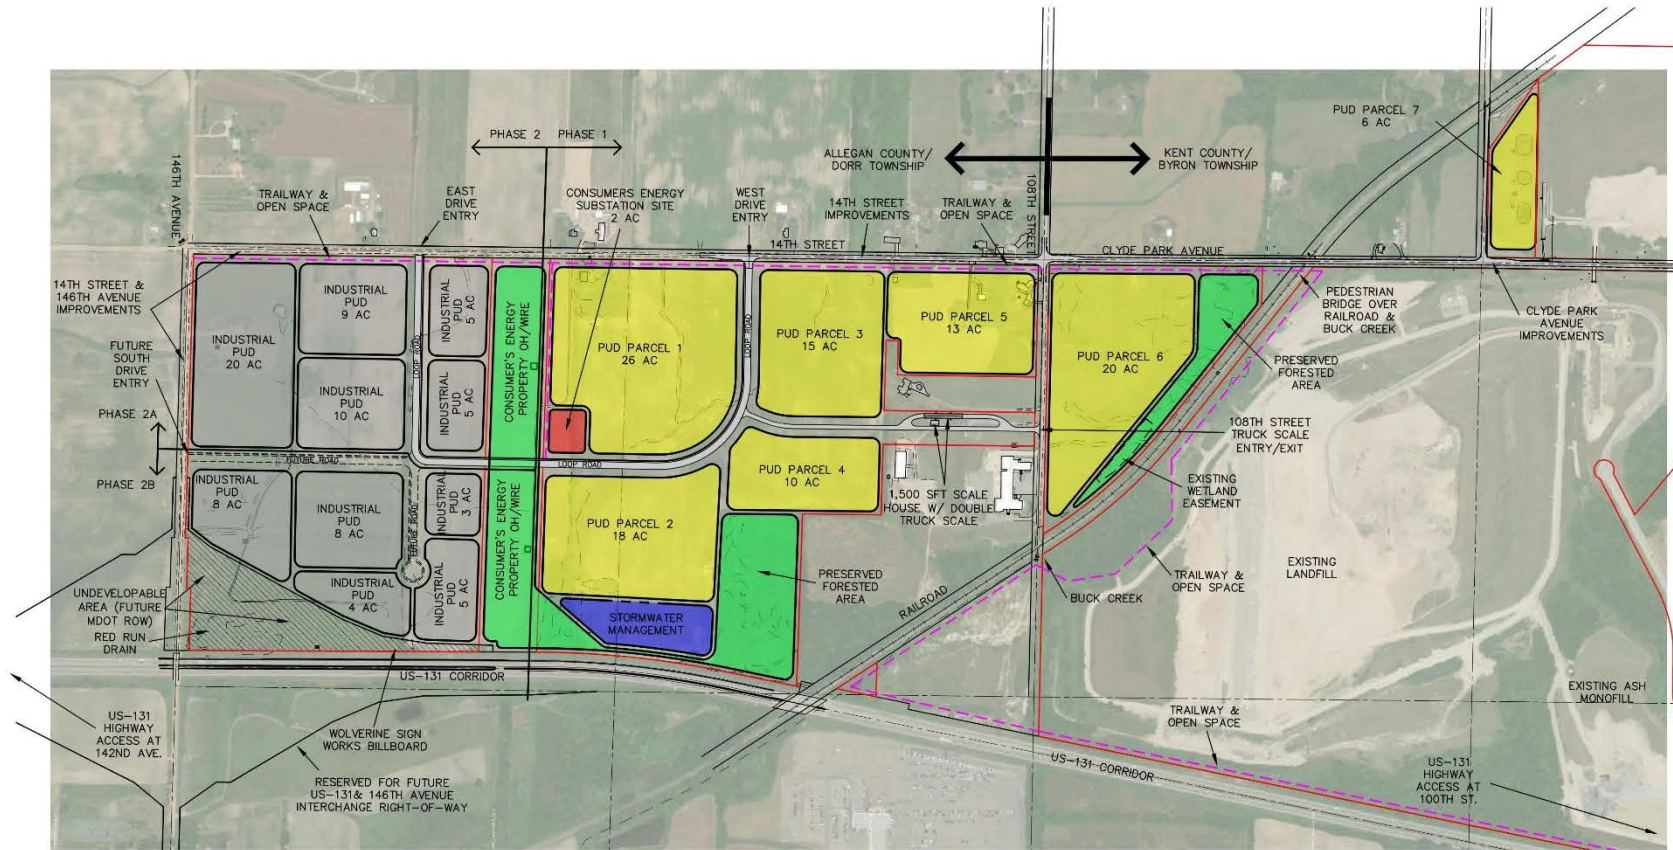 PUD PARCEL 7
6 AC
PHASE 2
PHASE 1
ALLEGAN COUNTY/
DORR TOWNSHIP
KENT COUNTY/
BYRON TOWNSHIP
146TH AVENUE
TRAILWAY &
OPEN SPACE
EAST
DRIVE
ENTRY
CONSUMERS ENERGY
SUBSTATION SITE
2 AC
WEST
DRIVE
ENTRY
14TH STREET
IMPROVEMENTS
TRAILWAY &
OPEN SPACE
108TH STREET
14TH STREET
CLYDE PARK AVENUE
14TH STREET &
146TH AVENUE
IMPROVEMENTS
FUTURE
SOUTH
DRIVE
ENTRY
PHASE 2A
PHASE 2B
INDUSTRIAL
PUD
20 AC
INDUSTRIAL
PUD
9 AC
INDUSTRIAL
PUD
10 AC
LOOP ROAD
INDUSTRIAL
PUD
5 AC
INDUSTRIAL
PUD
5 AC
CONSUMER'S ENERGY
PROPERTY OH/WIRE
PUD PARCEL 1
26 AC
LOOP ROAD
PUD PARCEL 3
15 AC
PUD PARCEL 5
13 AC
PUD PARCEL 6
20 AC
PEDESTRIAN
BRIDGE OVER
RAILROAD &
BUCK CREEK
CLYDE PARK
AVENUE
IMPROVEMENTS
PRESERVED
FORESTED
AREA
108TH STREET
TRUCK SCALE
ENTRY/EXIT
EXISTING
WETLAND
EASEMENT
FUTURE ROAD
LOOP ROAD
PUD PARCEL 4
10 AC
1,500 SFT SCALE
HOUSE W/ DOUBLE
TRUCK SCALE
INDUSTRIAL
PUD
8 AC
INDUSTRIAL
PUD
8 AC
FUTURE ROAD
INDUSTRIAL
PUD
3 AC
INDUSTRIAL
PUD
4 AC
INDUSTRIAL
PUD
5 AC
CONSUMER'S ENERGY
PROPERTY OH/WIRE
PUD PARCEL 2
18 AC
STORMWATER
MANAGEMENT
PRESERVED
FORESTED
AREA
RAILROAD
BUCK CREEK
TRAILWAY &
OPEN SPACE
EXISTING
LANDFILL
UNDEVELOPABLE
AREA (FUTURE
MDOT ROW)
RED RUN
DRAIN
US-131 CORRIDOR
US-131
HIGHWAY
ACCESS AT
142ND AVE.
WOLVERINE SIGN
WORKS BILLBOARD
RESERVED FOR FUTURE
US-131& 146TH AVENUE
INTERCHANGE RIGHT-OF-WAY
TRAILWAY &
OPEN SPACE
EXISTING ASH
MONOFILL
US-131 CORRIDOR
US-131
HIGHWAY
ACCESS AT
100TH ST.